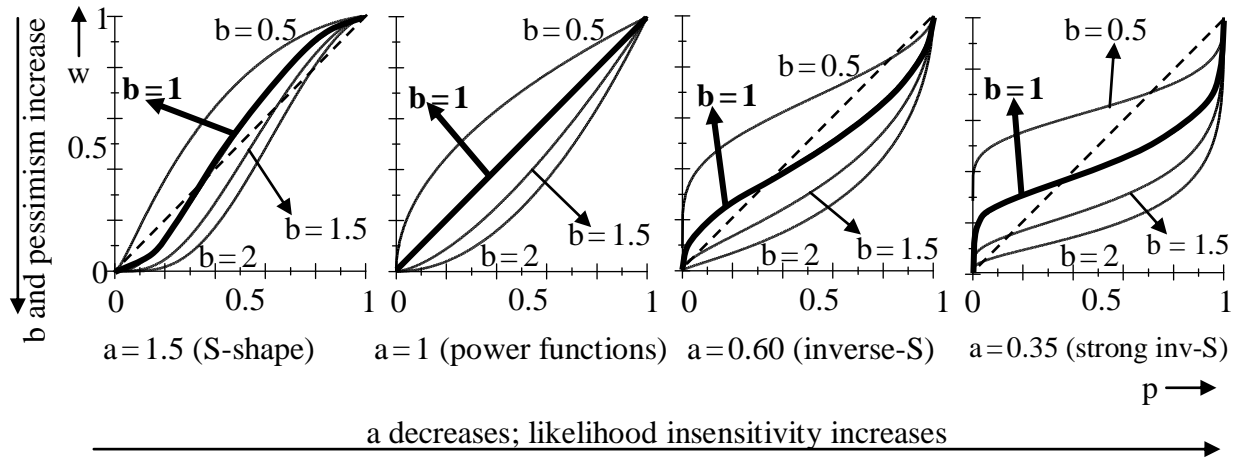 b and pessimism increase
1
w
0.5
0
b = 0.5
b = 1
b = 1.5
b = 2
0 0.5 1
a = 1.5 (S-shape)
b = 0.5
b = 1
b = 1.5
b = 2
0 0.5 1
a = 1 (power functions)
b = 0.5
b = 1
b = 1.5
b = 2
0 0.5 1
a = 0.60 (inverse-S)
b = 0.5
b = 1
b = 1.5
b = 2
0 0.5 1
a = 0.35 (strong inv-S)
p
a decreases; likelihood insensitivity increases